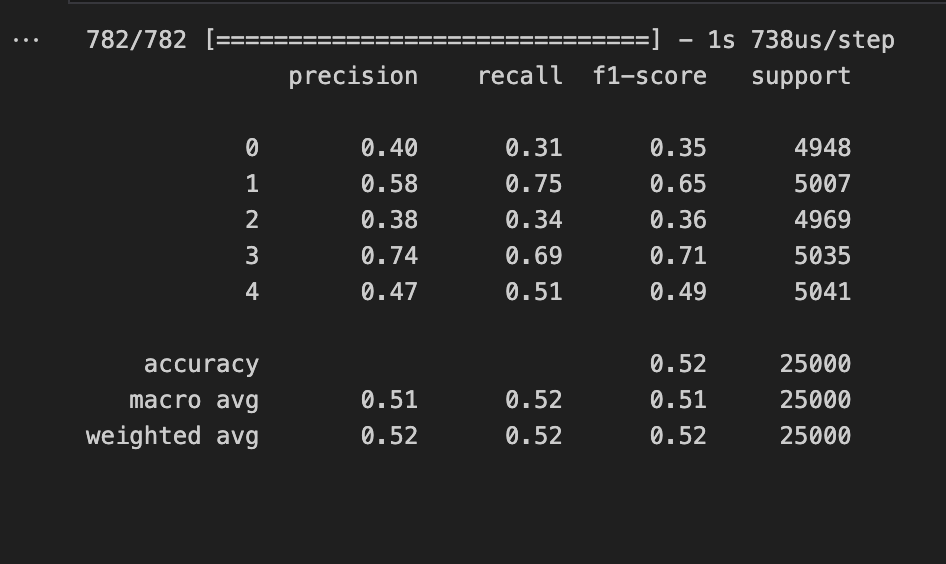 782/782 [==============================] - 1s 738us/step
precision recall f1-score support
0 0.40 0.31 0.35 4948
1 0.58 0.75 0.65 5007
2 0.38 0.34 0.36 4969
3 0.74 0.69 0.71 5035
4 0.47 0.51 0.49 5041
accuracy 0.52 25000
macro avg 0.51 0.52 0.51 25000
weighted avg 0.52 0.52 0.52 25000